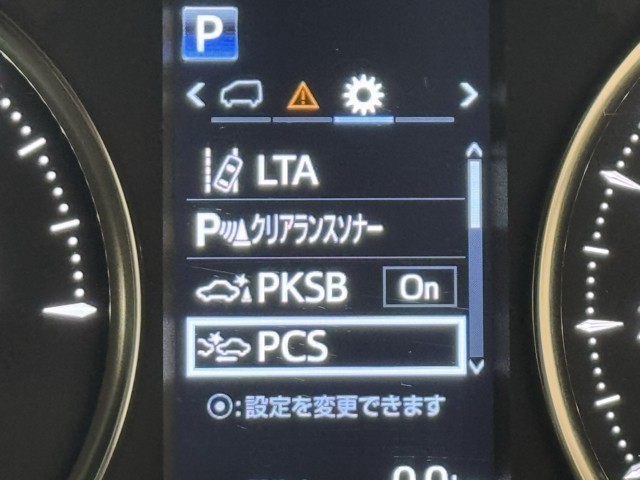 P
LTA
Pクリアランスソナー
PKSB On
PCS
:設定を変更できます